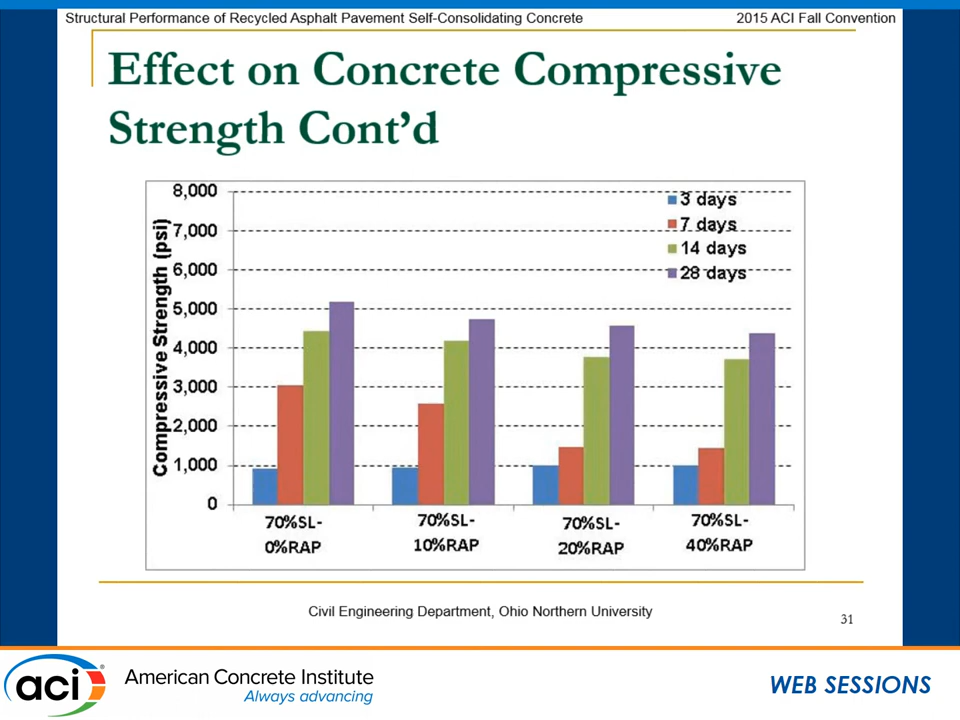 Structural Performance of Recycled Asphalt Pavement Self-Consolidating Concrete
2015 ACI Fall Convention
Effect on Concrete Compressive
Strength Cont'd
Compressive Strength (psi)
8,000
7,000
6,000
5,000
4,000
3,000
2,000
1,000
0
3 days
7 days
14 days
28 days
70%SL-
0%RAP
70%SL-
10%RAP
70%SL-
20%RAP
70%SL-
40%RAP
Civil Engineering Department, Ohio Northern University
31
aci
®
American Concrete Institute
Always advancing
WEB SESSIONS